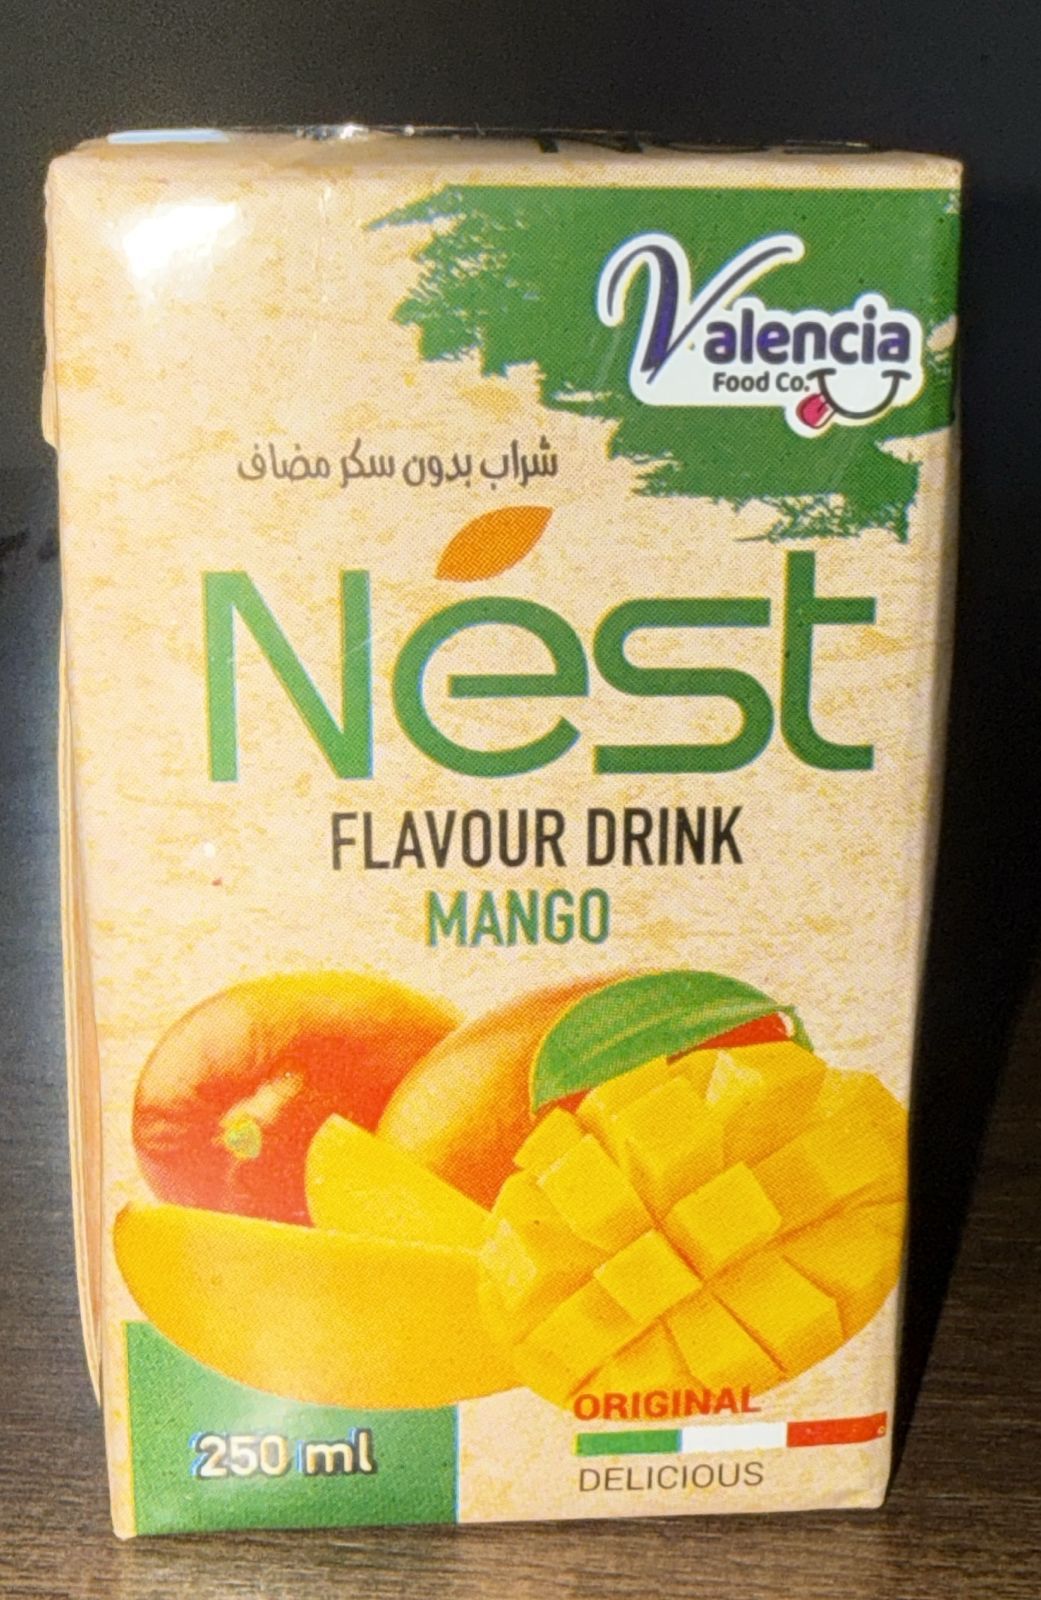 Valencia
Food Co.
شراب بدون سكر مضاف
Nést
FLAVOUR DRINK
MANGO
ORIGINAL
250 ml
DELICIOUS